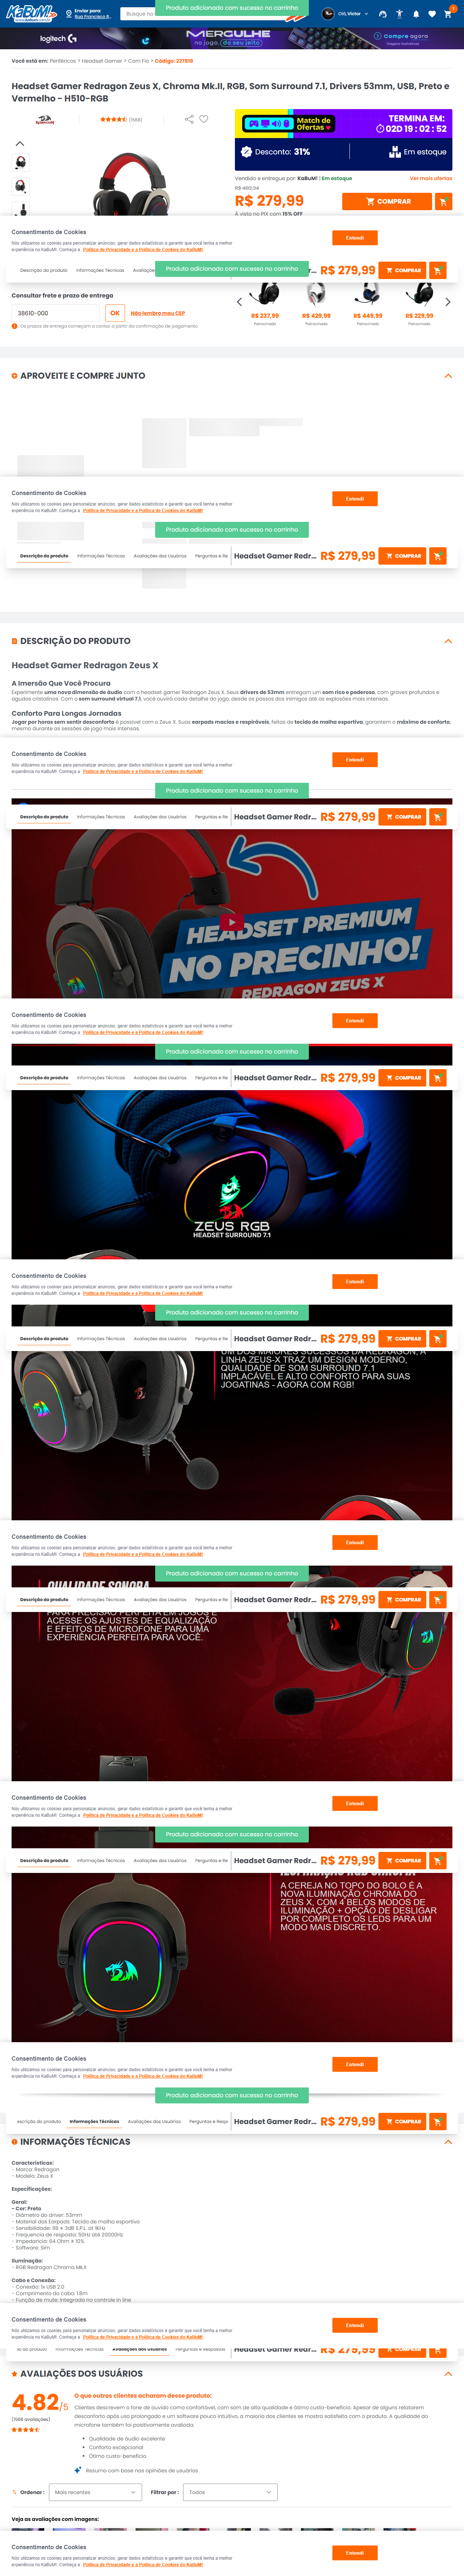 KaBuM!
Enviar para:
Rua Francisco R...
Busque no
Produto adicionado com sucesso no carrinho
Olá, Victor
1
logitech G
MERGULHE
no jogo, do seu jeito
Compre agora
Você está em: Periféricos > Headset Gamer > Com Fio > Código: 227818
Headset Gamer Redragon Zeus X, Chroma Mk.II, RGB, Som Surround 7.1, Drivers 53mm, USB, Preto e
Vermelho - H510-RGB
(1568)
Match de
Ofertas
TERMINA EM:
02D 19 : 02 : 52
Desconto: 31%
Em estoque
Vendido e entregue por: KaBuM! | Em estoque
Ver mais ofertas
R$ 279,99
COMPRAR
À vista no PIX com 15% OFF
Consentimento de Cookies
Nós utilizamos os cookies para personalizar anúncios, gerar dados estatísticos e garantir que você tenha a melhor
experiência no KaBuM!. Conheça a Política de Privacidade e a Política de Cookies do KaBuM!
Entendi
Descrição do produto
Informações Técnicas
Produto adicionado com sucesso no carrinho
R$ 279,99
COMPRAR
Consultar frete e prazo de entrega
38610-000
OK
Não lembro meu CEP
Os prazos de entrega começam a contar a partir da confirmação de pagamento
R$ 237,99
R$ 429,99
R$ 449,99
R$ 229,99
Patrocinado
Patrocinado
Patrocinado
Patrocinado
APROVEITE E COMPRE JUNTO
Consentimento de Cookies
Nós utilizamos os cookies para personalizar anúncios, gerar dados estatísticos e garantir que você tenha a melhor
experiência no KaBuM!. Conheça a Política de Privacidade e a Política de Cookies do KaBuM!
Entendi
Produto adicionado com sucesso no carrinho
Descrição do produto
Informações Técnicas
Avaliações dos Usuários
Perguntas e Re
Headset Gamer Redr...
R$ 279,99
COMPRAR
DESCRIÇÃO DO PRODUTO
Headset Gamer Redragon Zeus X
A Imersão Que Você Procura
Experimente uma nova dimensão de áudio com o headset gamer Redragon Zeus X. Seus drivers de 53mm entregam um som rico e poderoso, com graves profundos e
agudos cristalinos. Com o som surround virtual 7.1, você ouvirá cada detalhe do jogo, desde os passos dos inimigos até as explosões mais intensas.
Conforto Para Longas Jornadas
Jogar por horas sem sentir desconforto é possível com o Zeus X. Suas earpads macias e respiráveis, feitas de tecido de malha esportiva, garantem o máximo de conforto,
mesmo durante as sessões de jogo mais intensas.
Consentimento de Cookies
Nós utilizamos os cookies para personalizar anúncios, gerar dados estatísticos e garantir que você tenha a melhor
experiência no KaBuM!. Conheça a Política de Privacidade e a Política de Cookies do KaBuM!
Entendi
Produto adicionado com sucesso no carrinho
Descrição do produto
Informações Técnicas
Avaliações dos Usuários
Perguntas e Re
Headset Gamer Redr...
R$ 279,99
COMPRAR
HEADSET PREMIUM
NO PRECINHO!
REDRAGON ZEUS X
Consentimento de Cookies
Nós utilizamos os cookies para personalizar anúncios, gerar dados estatísticos e garantir que você tenha a melhor
experiência no KaBuM!. Conheça a Política de Privacidade e a Política de Cookies do KaBuM!
Entendi
Produto adicionado com sucesso no carrinho
Descrição do produto
Informações Técnicas
Avaliações dos Usuários
Perguntas e Re
Headset Gamer Redr...
R$ 279,99
COMPRAR
ZEUS RGB
HEADSET SURROUND 7.1
Consentimento de Cookies
Nós utilizamos os cookies para personalizar anúncios, gerar dados estatísticos e garantir que você tenha a melhor
experiência no KaBuM!. Conheça a Política de Privacidade e a Política de Cookies do KaBuM!
Entendi
Produto adicionado com sucesso no carrinho
Descrição do produto
Informações Técnicas
Avaliações dos Usuários
Perguntas e Re
Headset Gamer Redr...
R$ 279,99
COMPRAR
UM DOS MAIORES SUCESSOS DA REDRAGON, A
LINHA ZEUS-X TRAZ UM DESIGN MODERNO,
QUALIDADE DE SOM SURROUND 7.1
IMPLACÁVEL E ALTO CONFORTO PARA SUAS
JOGATINAS - AGORA COM RGB!
Consentimento de Cookies
Nós utilizamos os cookies para personalizar anúncios, gerar dados estatísticos e garantir que você tenha a melhor
experiência no KaBuM!. Conheça a Política de Privacidade e a Política de Cookies do KaBuM!
Entendi
Produto adicionado com sucesso no carrinho
QUALIDADE SONORA
Descrição do produto
Informações Técnicas
Avaliações dos Usuários
Perguntas e Re
Headset Gamer Redr...
R$ 279,99
COMPRAR
PARA PRECISÃO PERFEITA EM JOGOS E
ACESSE OS AJUSTES DE EQUALIZAÇÃO
E EFEITOS DE MICROFONE PARA UMA
EXPERIÊNCIA PERFEITA PARA VOCÊ.
Consentimento de Cookies
Nós utilizamos os cookies para personalizar anúncios, gerar dados estatísticos e garantir que você tenha a melhor
experiência no KaBuM!. Conheça a Política de Privacidade e a Política de Cookies do KaBuM!
Entendi
Produto adicionado com sucesso no carrinho
Descrição do produto
Informações Técnicas
Avaliações dos Usuários
Perguntas e Re
Headset Gamer Redr...
R$ 279,99
COMPRAR
A CEREJA NO TOPO DO BOLO É A
NOVA ILUMINAÇÃO CHROMA DO
ZEUS X, COM 4 BELOS MODOS DE
ILUMINAÇÃO + OPÇÃO DE DESLIGAR
POR COMPLETO OS LEDS PARA UM
MODO MAIS DISCRETO.
Consentimento de Cookies
Nós utilizamos os cookies para personalizar anúncios, gerar dados estatísticos e garantir que você tenha a melhor
experiência no KaBuM!. Conheça a Política de Privacidade e a Política de Cookies do KaBuM!
Entendi
Produto adicionado com sucesso no carrinho
escrição do produto
Informações Técnicas
Avaliações dos Usuários
Perguntas e Respo
Headset Gamer Redr...
R$ 279,99
COMPRAR
INFORMAÇÕES TÉCNICAS
Características:
- Marca: Redragon
- Modelo: Zeus X
Especificações:
Geral:
- Cor: Preto
- Diâmetro do driver: 53mm
- Material das Earpads: Tecido de malha esportiva
- Sensibilidade: 98 ± 3dB S.P.L. at 1KHz
- Frequencia de resposta: 50Hz até 20000Hz
- Impedancia: 64 Ohm ± 10%
- Software: Sim
Iluminação:
- RGB Redragon Chroma MK.II
Cabo e Conexão:
- Conexão: 1x USB 2.0
- Comprimento do cabo: 1.8m
- Função de mute: Integrado no controle in line
Consentimento de Cookies
Nós utilizamos os cookies para personalizar anúncios, gerar dados estatísticos e garantir que você tenha a melhor
experiência no KaBuM!. Conheça a Política de Privacidade e a Política de Cookies do KaBuM!
Entendi
ão do produto
Informações Técnicas
Avaliações dos Usuários
Perguntas e Respostas
Headset Gamer Redr...
R$ 279,99
COMPRAR
AVALIAÇÕES DOS USUÁRIOS
4.82/5
(1568 avaliações)
O que outros clientes acharam desse produto:
Clientes descrevem o fone de ouvido como confortável, com som de alta qualidade e ótimo custo-benefício. Apesar de alguns relatarem
desconforto após uso prolongado e um software pouco intuitivo, a maioria dos clientes se mostra satisfeita com o produto. A qualidade do
microfone também foi positivamente avaliada.
• Qualidade de áudio excelente
• Conforto excepcional
• Ótimo custo-benefício
Resumo com base nas opiniões de usuários
Ordenar :
Mais recentes
Filtrar por :
Todos
Veja as avaliações com imagens:
Consentimento de Cookies
Nós utilizamos os cookies para personalizar anúncios, gerar dados estatísticos e garantir que você tenha a melhor
experiência no KaBuM!. Conheça a Política de Privacidade e a Política de Cookies do KaBuM!
Entendi